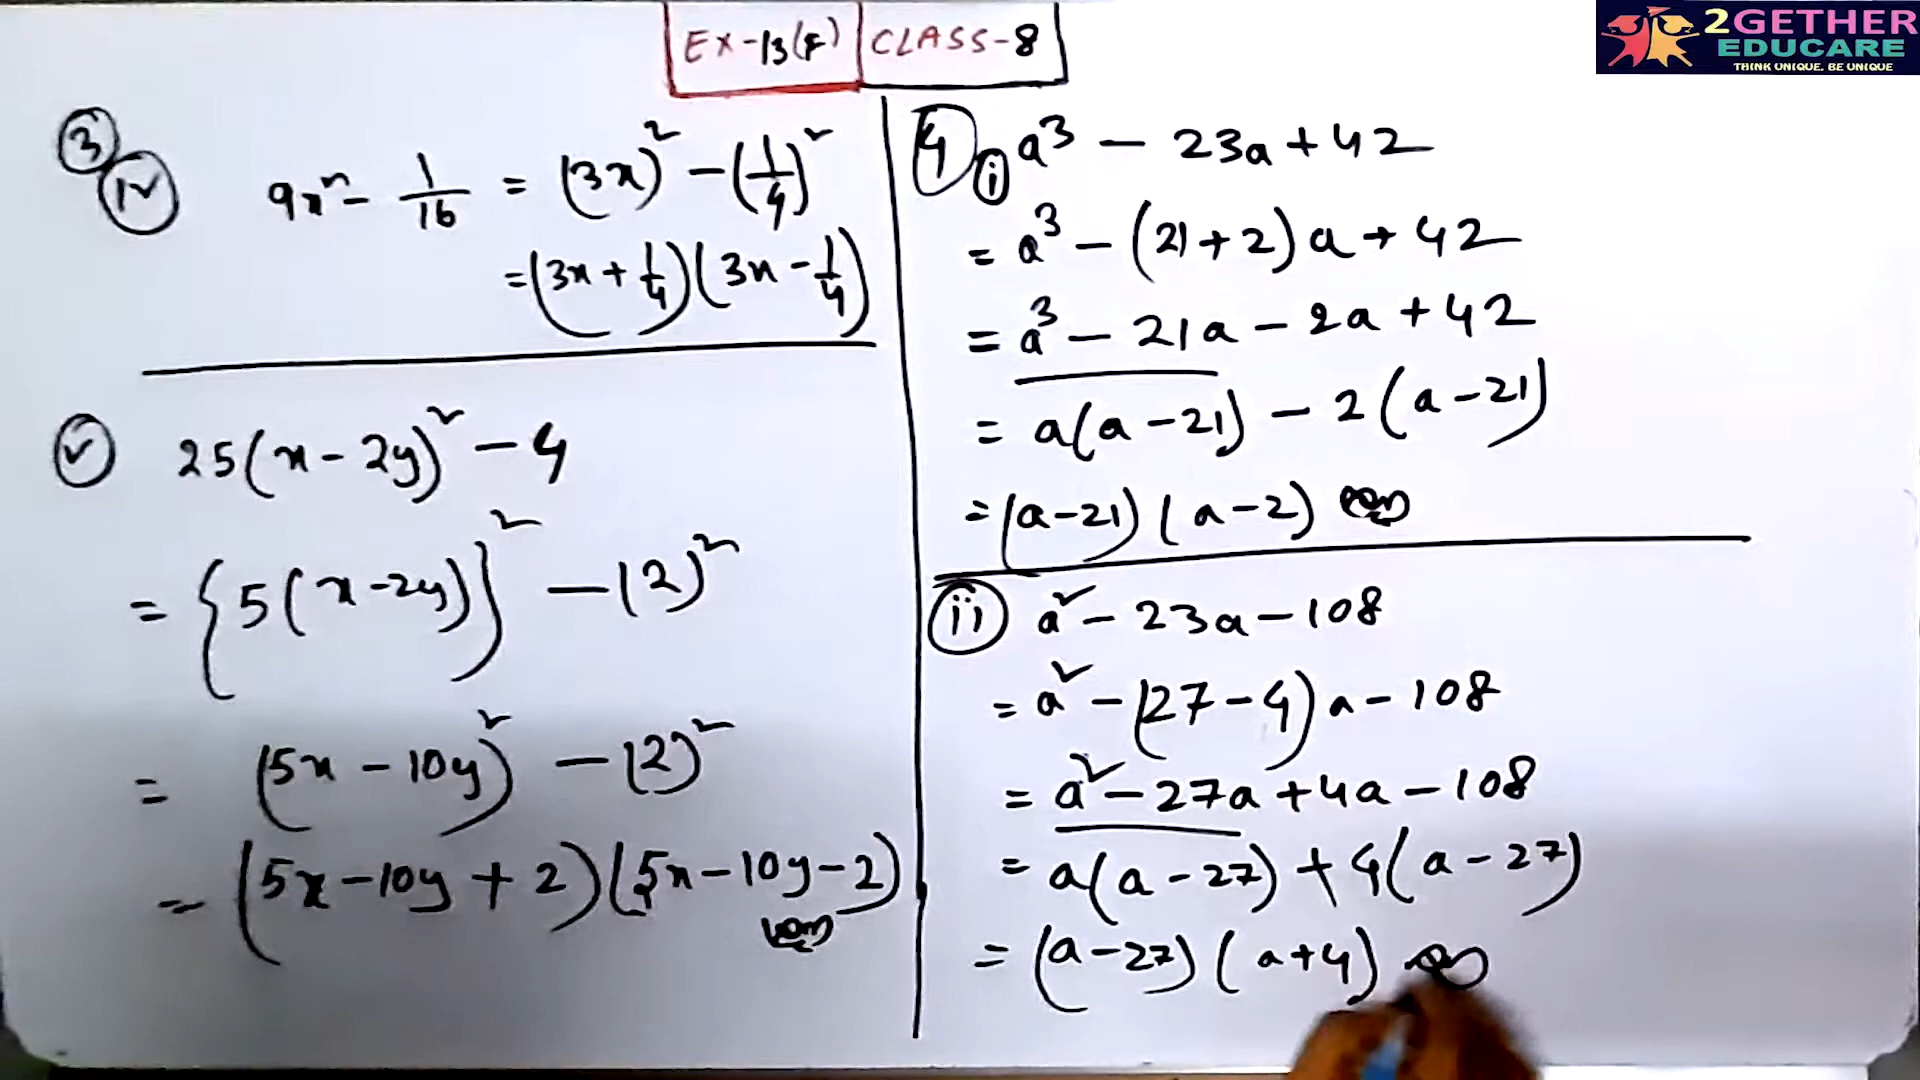 EX-13(F) CLASS-8
2GETHER
EDUCARE
THINK UNIQUE. BE UNIQUE
3
iv 9x² - 1/16 = (3x)² - (1/4)²
= (3x + 1/4)(3x - 1/4)
v 25(x - 2y)² - 4
= {5(x - 2y)}² - (2)²
= (5x - 10y)² - (2)²
= (5x - 10y + 2)(5x - 10y - 2)
4
i a³ - 23a + 42
= a³ - (21 + 2)a + 42
= a³ - 21a - 2a + 42
= a(a - 21) - 2(a - 21)
= (a - 21)(a - 2)
ii a² - 23a - 108
= a² - (27 - 4)a - 108
= a² - 27a + 4a - 108
= a(a - 27) + 4(a - 27)
= (a - 27)(a + 4)